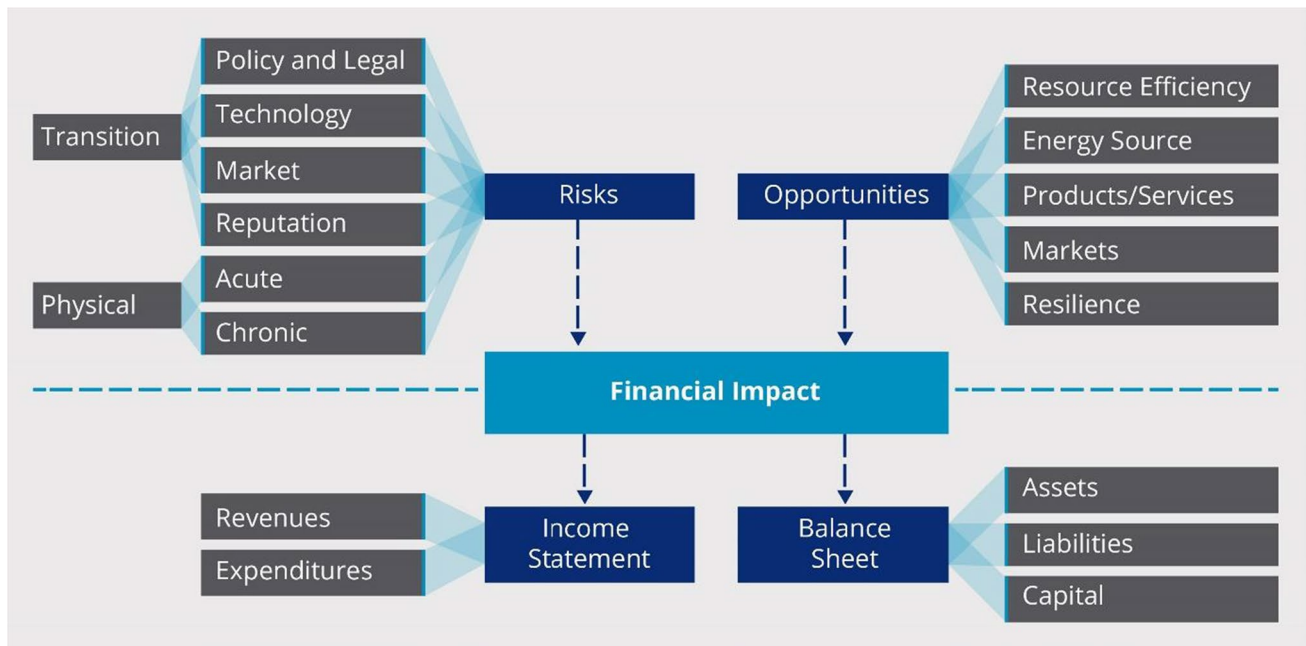 Transition
Physical
Policy and Legal
Technology
Market
Reputation
Acute
Chronic
Risks
Opportunities
Resource Efficiency
Energy Source
Products/Services
Markets
Resilience
Financial Impact
Revenues
Expenditures
Income
Statement
Balance
Sheet
Assets
Liabilities
Capital